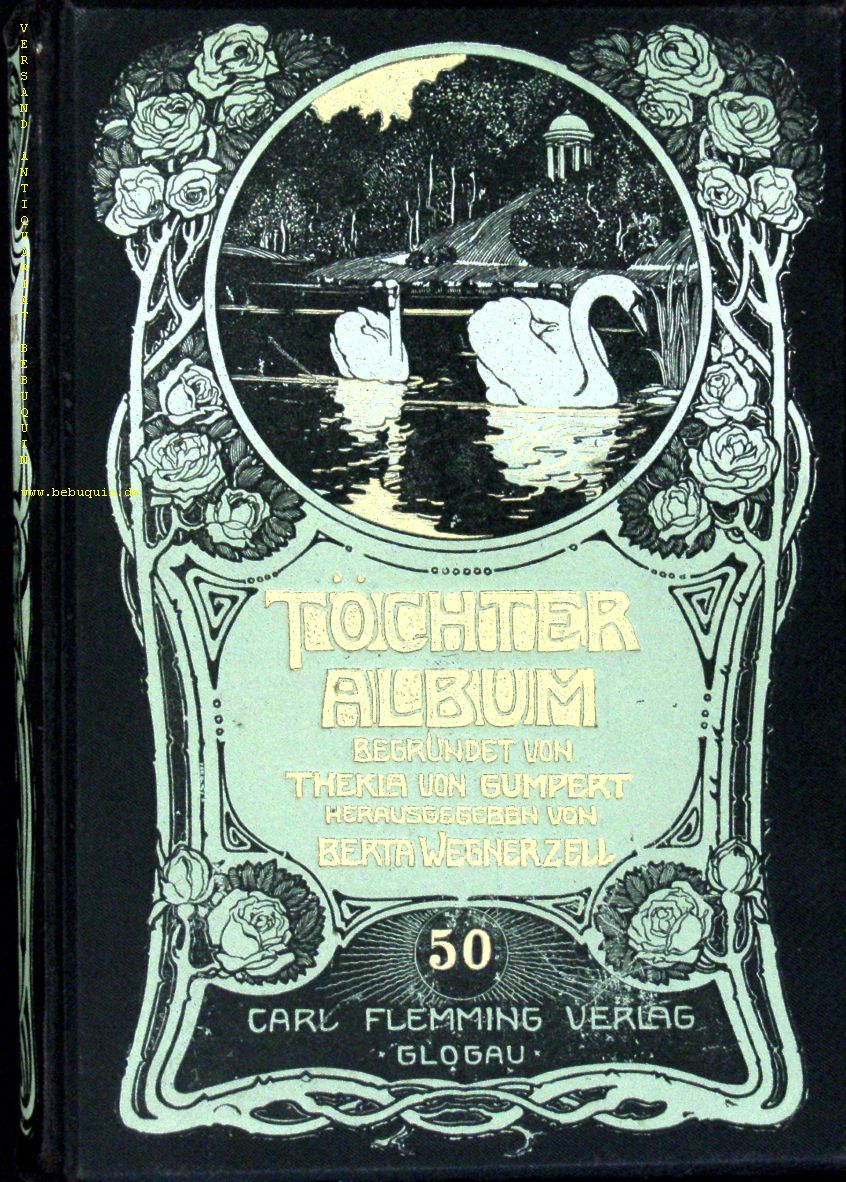 TÖCHTER
ALBUM
BEGRÜNDET VON
THEKLA VON GUMPERT
HERAUSGEGEBEN VON
BERTA WEGNERZELL
50
CARL FLEMMING VERLAG
· GLOGAU ·
VERSAND ANTIQUARIAT BEBUQUIN
www.bebuquin.de